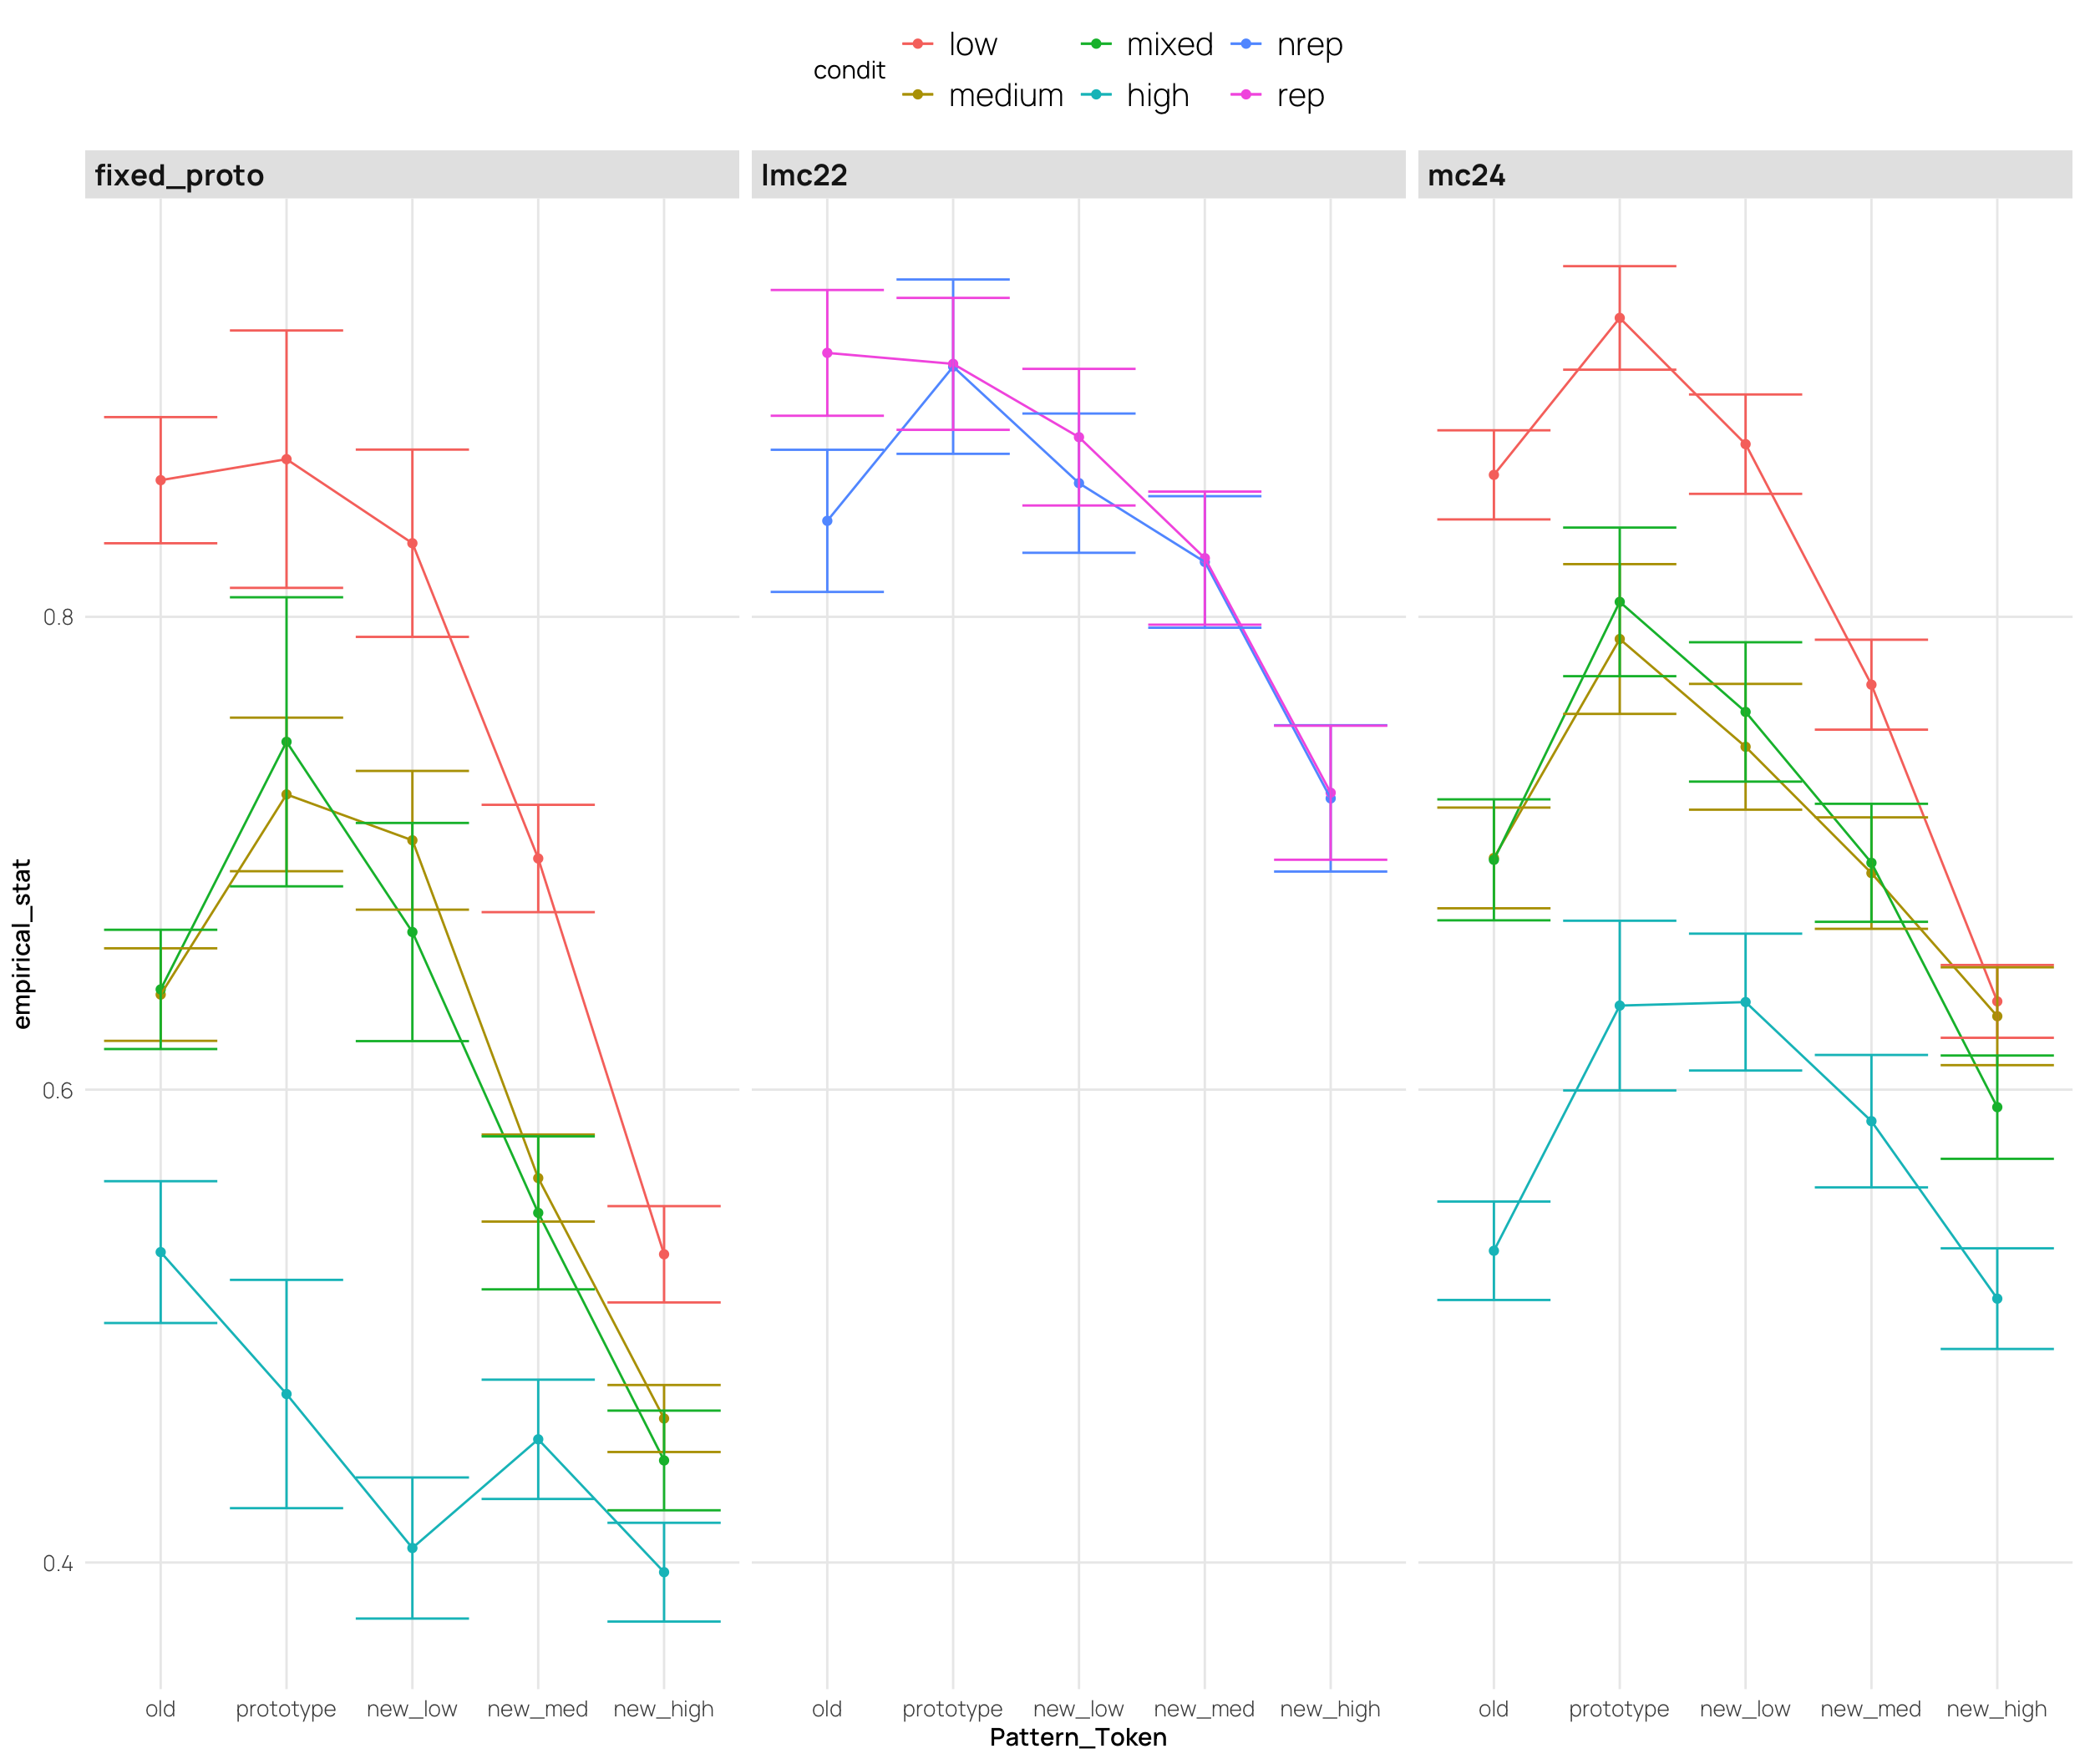 condit
low mixed nrep
medium high rep
fixed_proto lmc22 mc24
empirical_stat
0.8
0.6
0.4
old prototype new_low new_med new_high old prototype new_low new_med new_high old prototype new_low new_med new_high
Pattern_Token